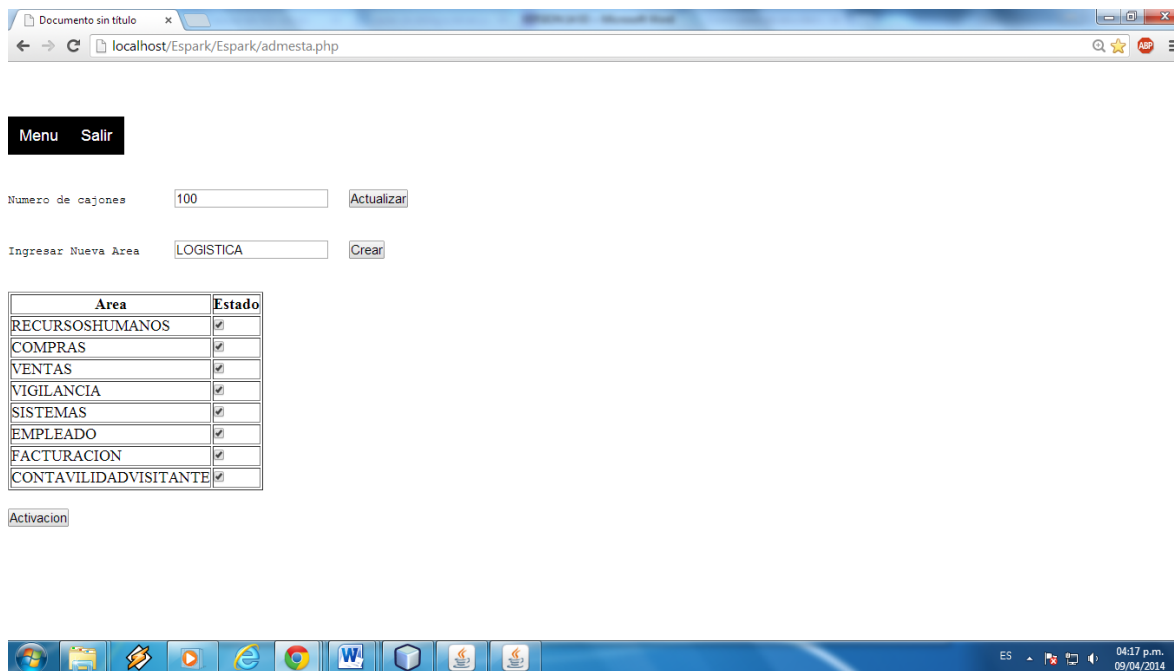 Documento sin título
localhost/Espark/Espark/admesta.php
ABP
Menu Salir
Numero de cajones 100 Actualizar
Ingresar Nueva Area LOGISTICA Crear
Area Estado
RECURSOSHUMANOS
COMPRAS
VENTAS
VIGILANCIA
SISTEMAS
EMPLEADO
FACTURACION
CONTAVILIDADVISITANTE
Activacion
ES 04:17 p.m.
09/04/2014